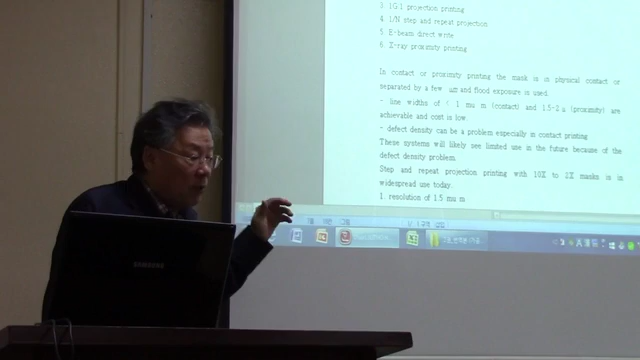 3. 1G·1 projection printing
4. 1/N step and repeat projection
5. E-beam direct write
6. X-ray proximity printing
In contact or proximity printing the mask is in physical contact or
separated by a few μm and flood exposure is used.
- line widths of 1 mu m (contact) and 1.5-2 (proximity) are
achievable and cost is low.
- defect density can be a problem especially in contact printing
These systems will likely see limited use in the future because of the
defect density problem.
Step and repeat projection printing with 10X to 2X masks is in
widespread use today.
1. resolution of 1.5 mu m
SAMSUNG